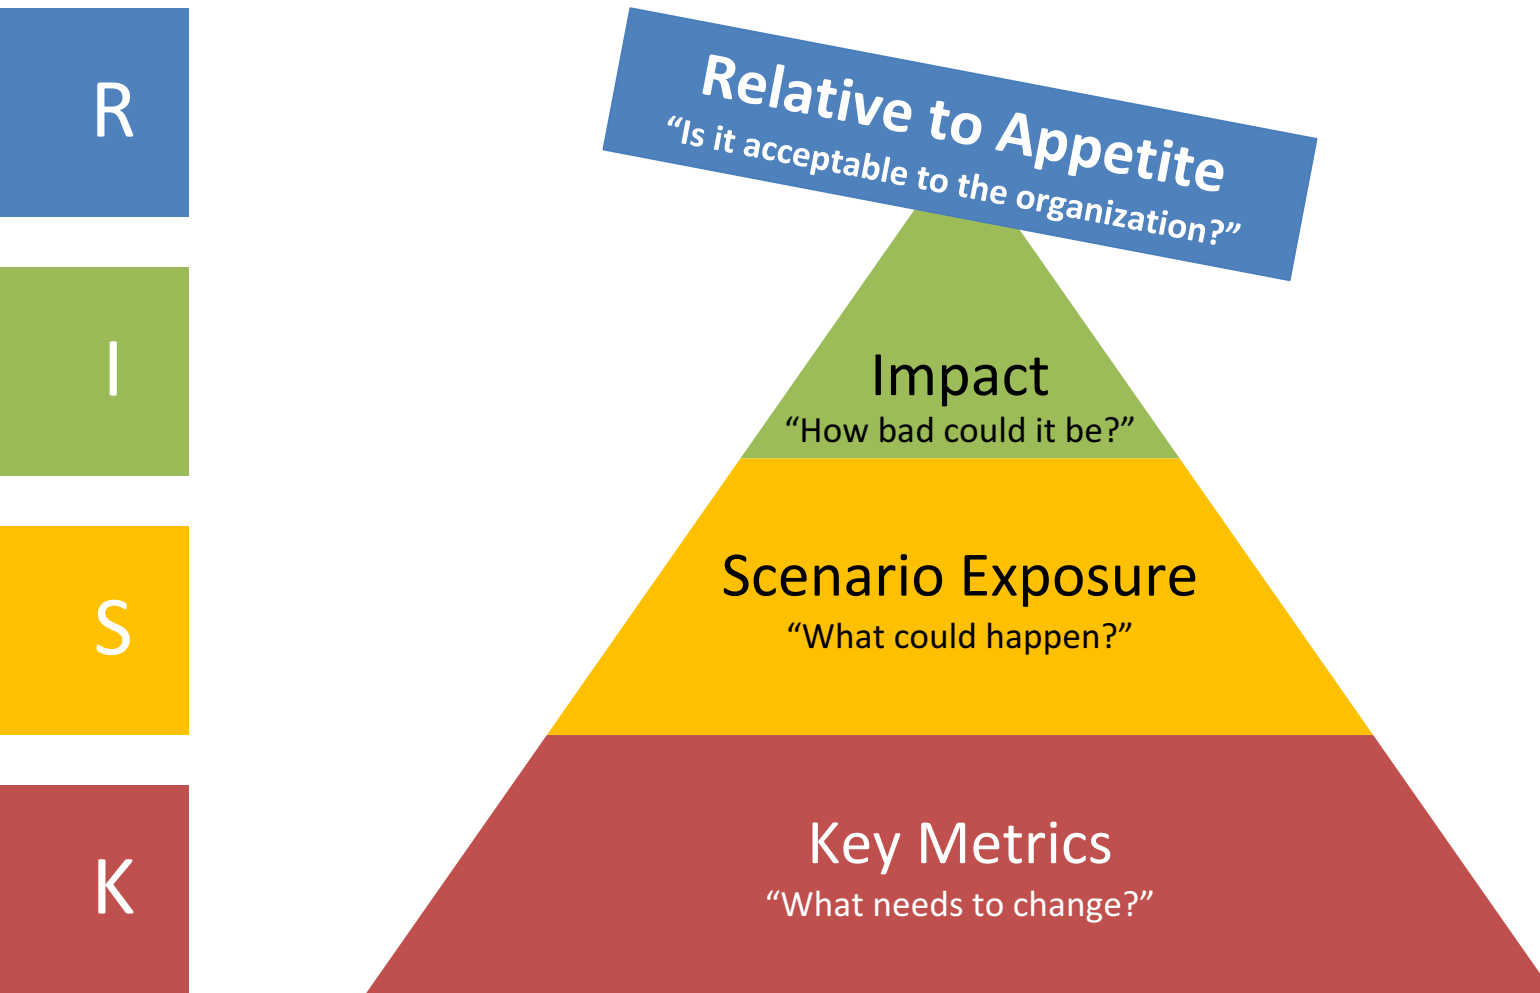 R
Relative to Appetite
“Is it acceptable to the organization?”
I
Impact
“How bad could it be?”
S
Scenario Exposure
“What could happen?”
K
Key Metrics
“What needs to change?”